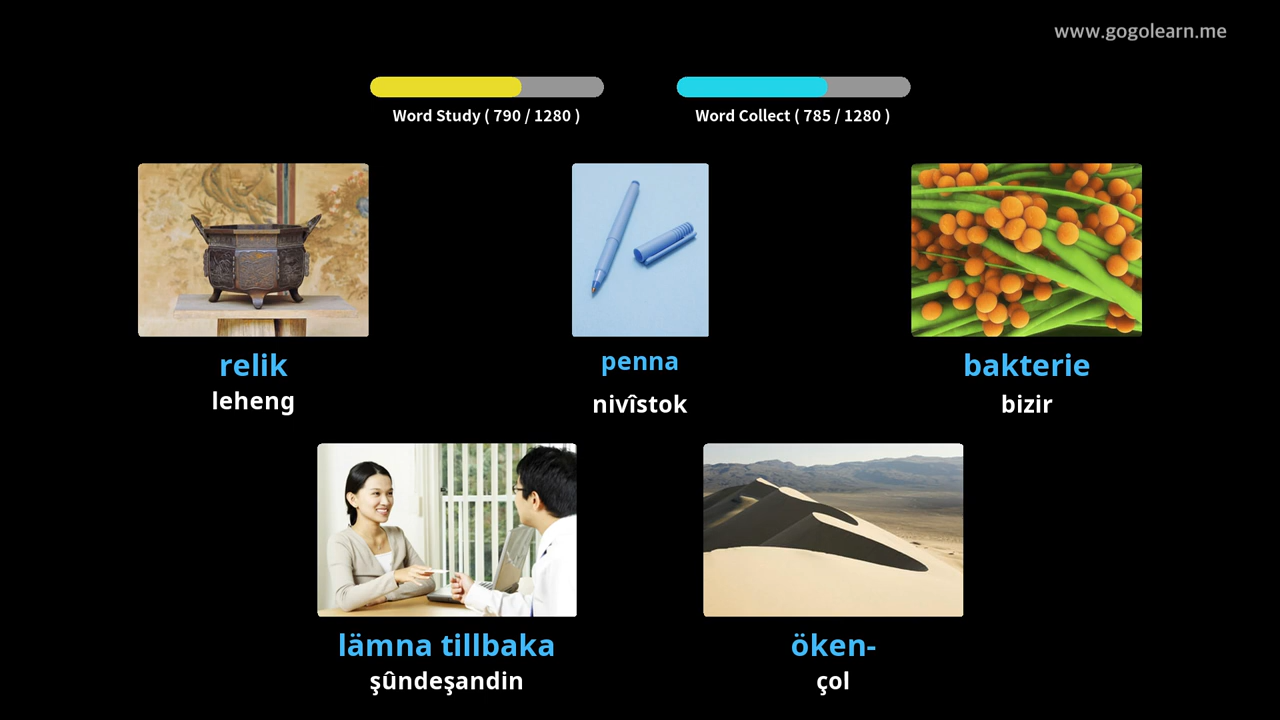 www.gogolearn.me
Word Study ( 790 / 1280 )
Word Collect ( 785 / 1280 )
relik
leheng
penna
nivîstok
bakterie
bizir
lämna tillbaka
şûndeşandin
öken-
çol